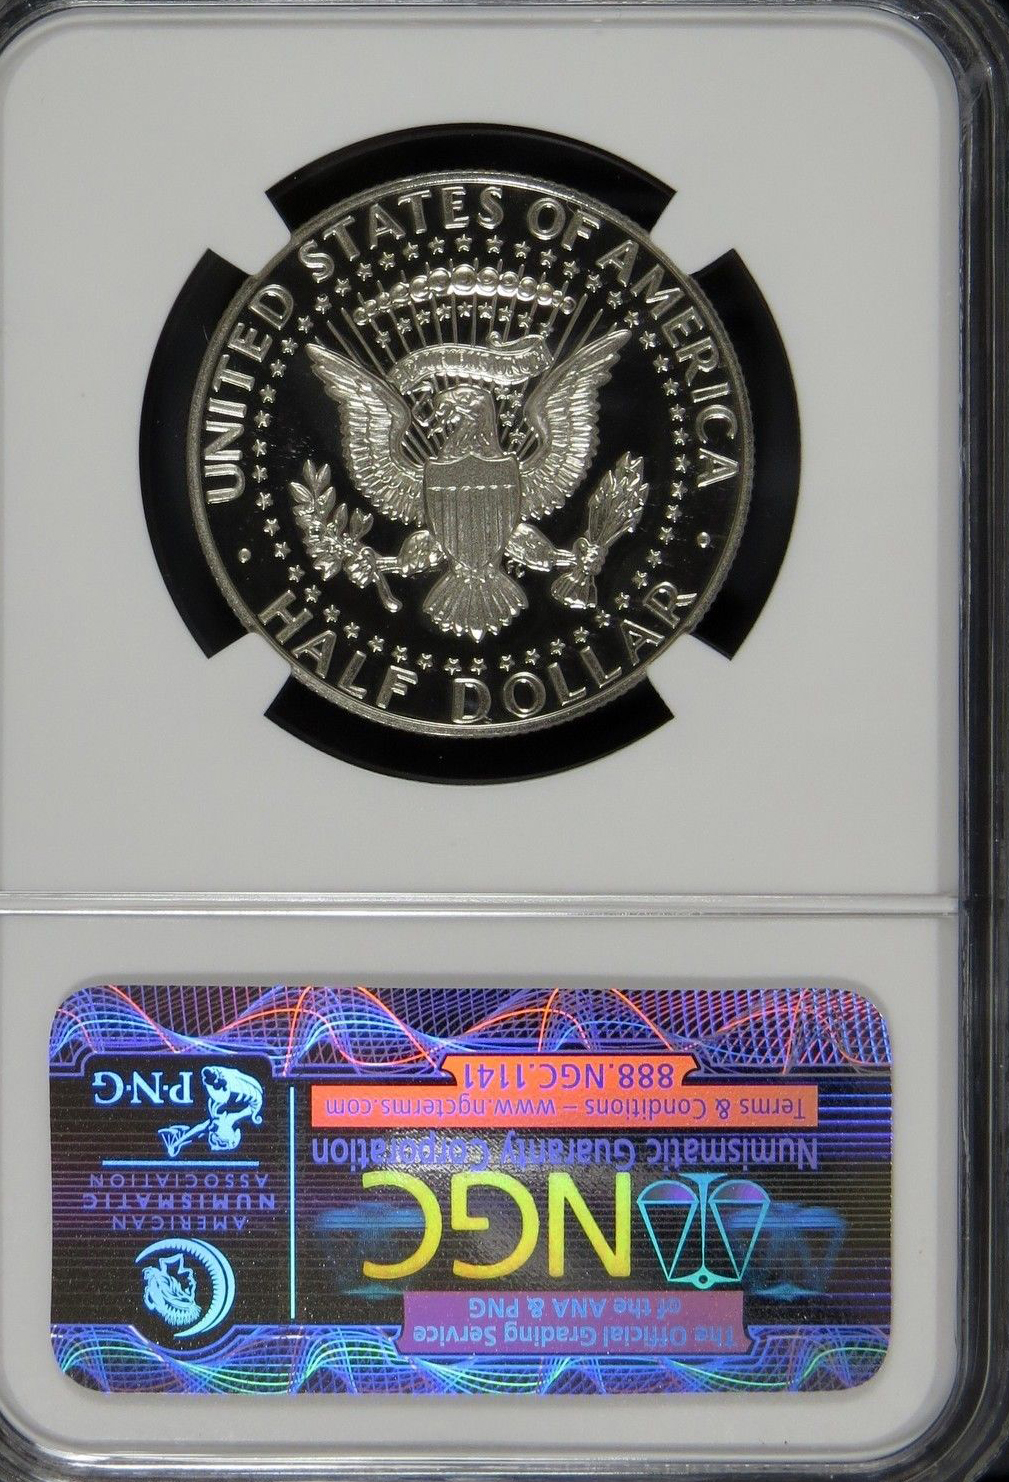 UNITED STATES OF AMERICA
HALF DOLLAR
The Official Grading Service
of the ANA & PNG
NGC
Numismatic Guaranty Corporation
Terms & Conditions – www.ngcterms.com
888.NGC.1141
AMERICAN
NUMISMATIC
ASSOCIATION
P·N·G